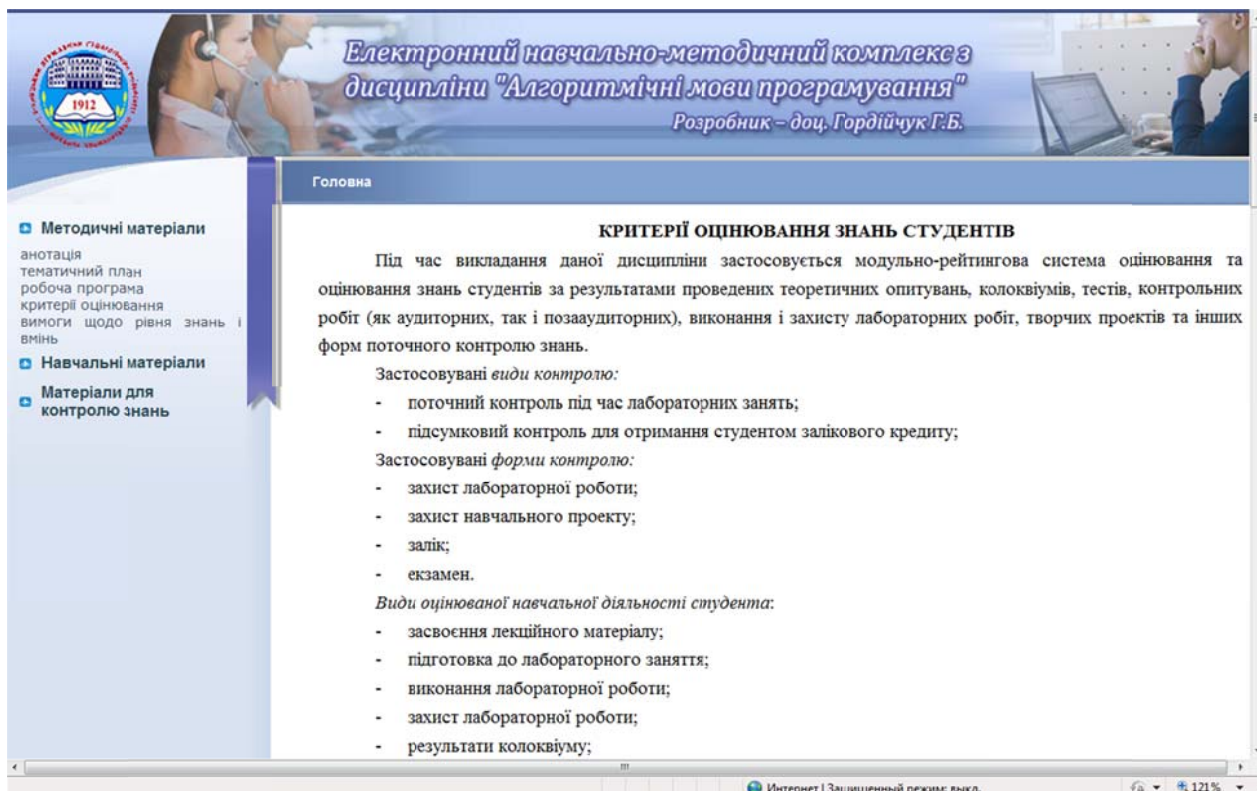 Електронний навчально-методичний комплекс з
дисципліни "Алгоритмічні мови програмування"
Розробник – доц. Гордійчук Г.Б.
1912
Головна
Методичні матеріали
анотація
тематичний план
робоча програма
критерії оцінювання
вимоги щодо рівня знань і
вмінь
Навчальні матеріали
Матеріали для
контролю знань
КРИТЕРІЇ ОЦІНЮВАННЯ ЗНАНЬ СТУДЕНТІВ
Під час викладання даної дисципліни застосовується модульно-рейтингова система оцінювання та
оцінювання знань студентів за результатами проведених теоретичних опитувань, колоквіумів, тестів, контрольних
робіт (як аудиторних, так і позааудиторних), виконання і захисту лабораторних робіт, творчих проектів та інших
форм поточного контролю знань.
Застосовувані види контролю:
- поточний контроль під час лабораторних занять;
- підсумковий контроль для отримання студентом залікового кредиту;
Застосовувані форми контролю:
- захист лабораторної роботи;
- захист навчального проекту;
- залік;
- екзамен.
Види оцінюваної навчальної діяльності студента:
- засвоєння лекційного матеріалу;
- підготовка до лабораторного заняття;
- виконання лабораторної роботи;
- захист лабораторної роботи;
- результати колоквіуму;
Интернет | Защищенный режим: выкл.
121%